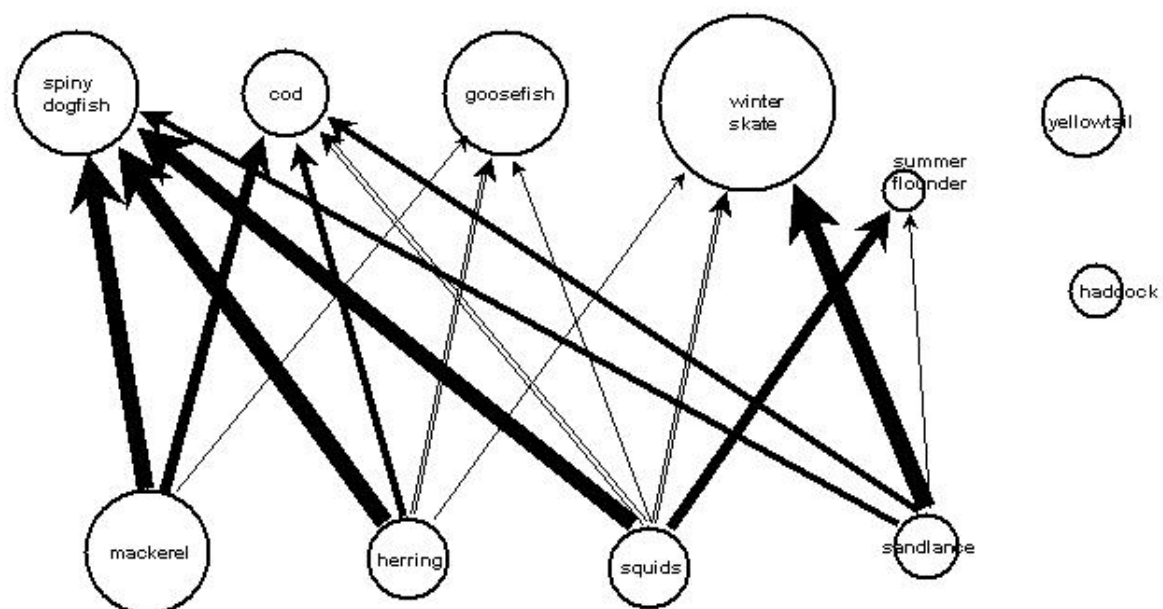 spiny
dogfish
cod
goosefish
winter
skate
yellowtail
summer
flounder
haddock
mackerel
herring
squids
sandlance